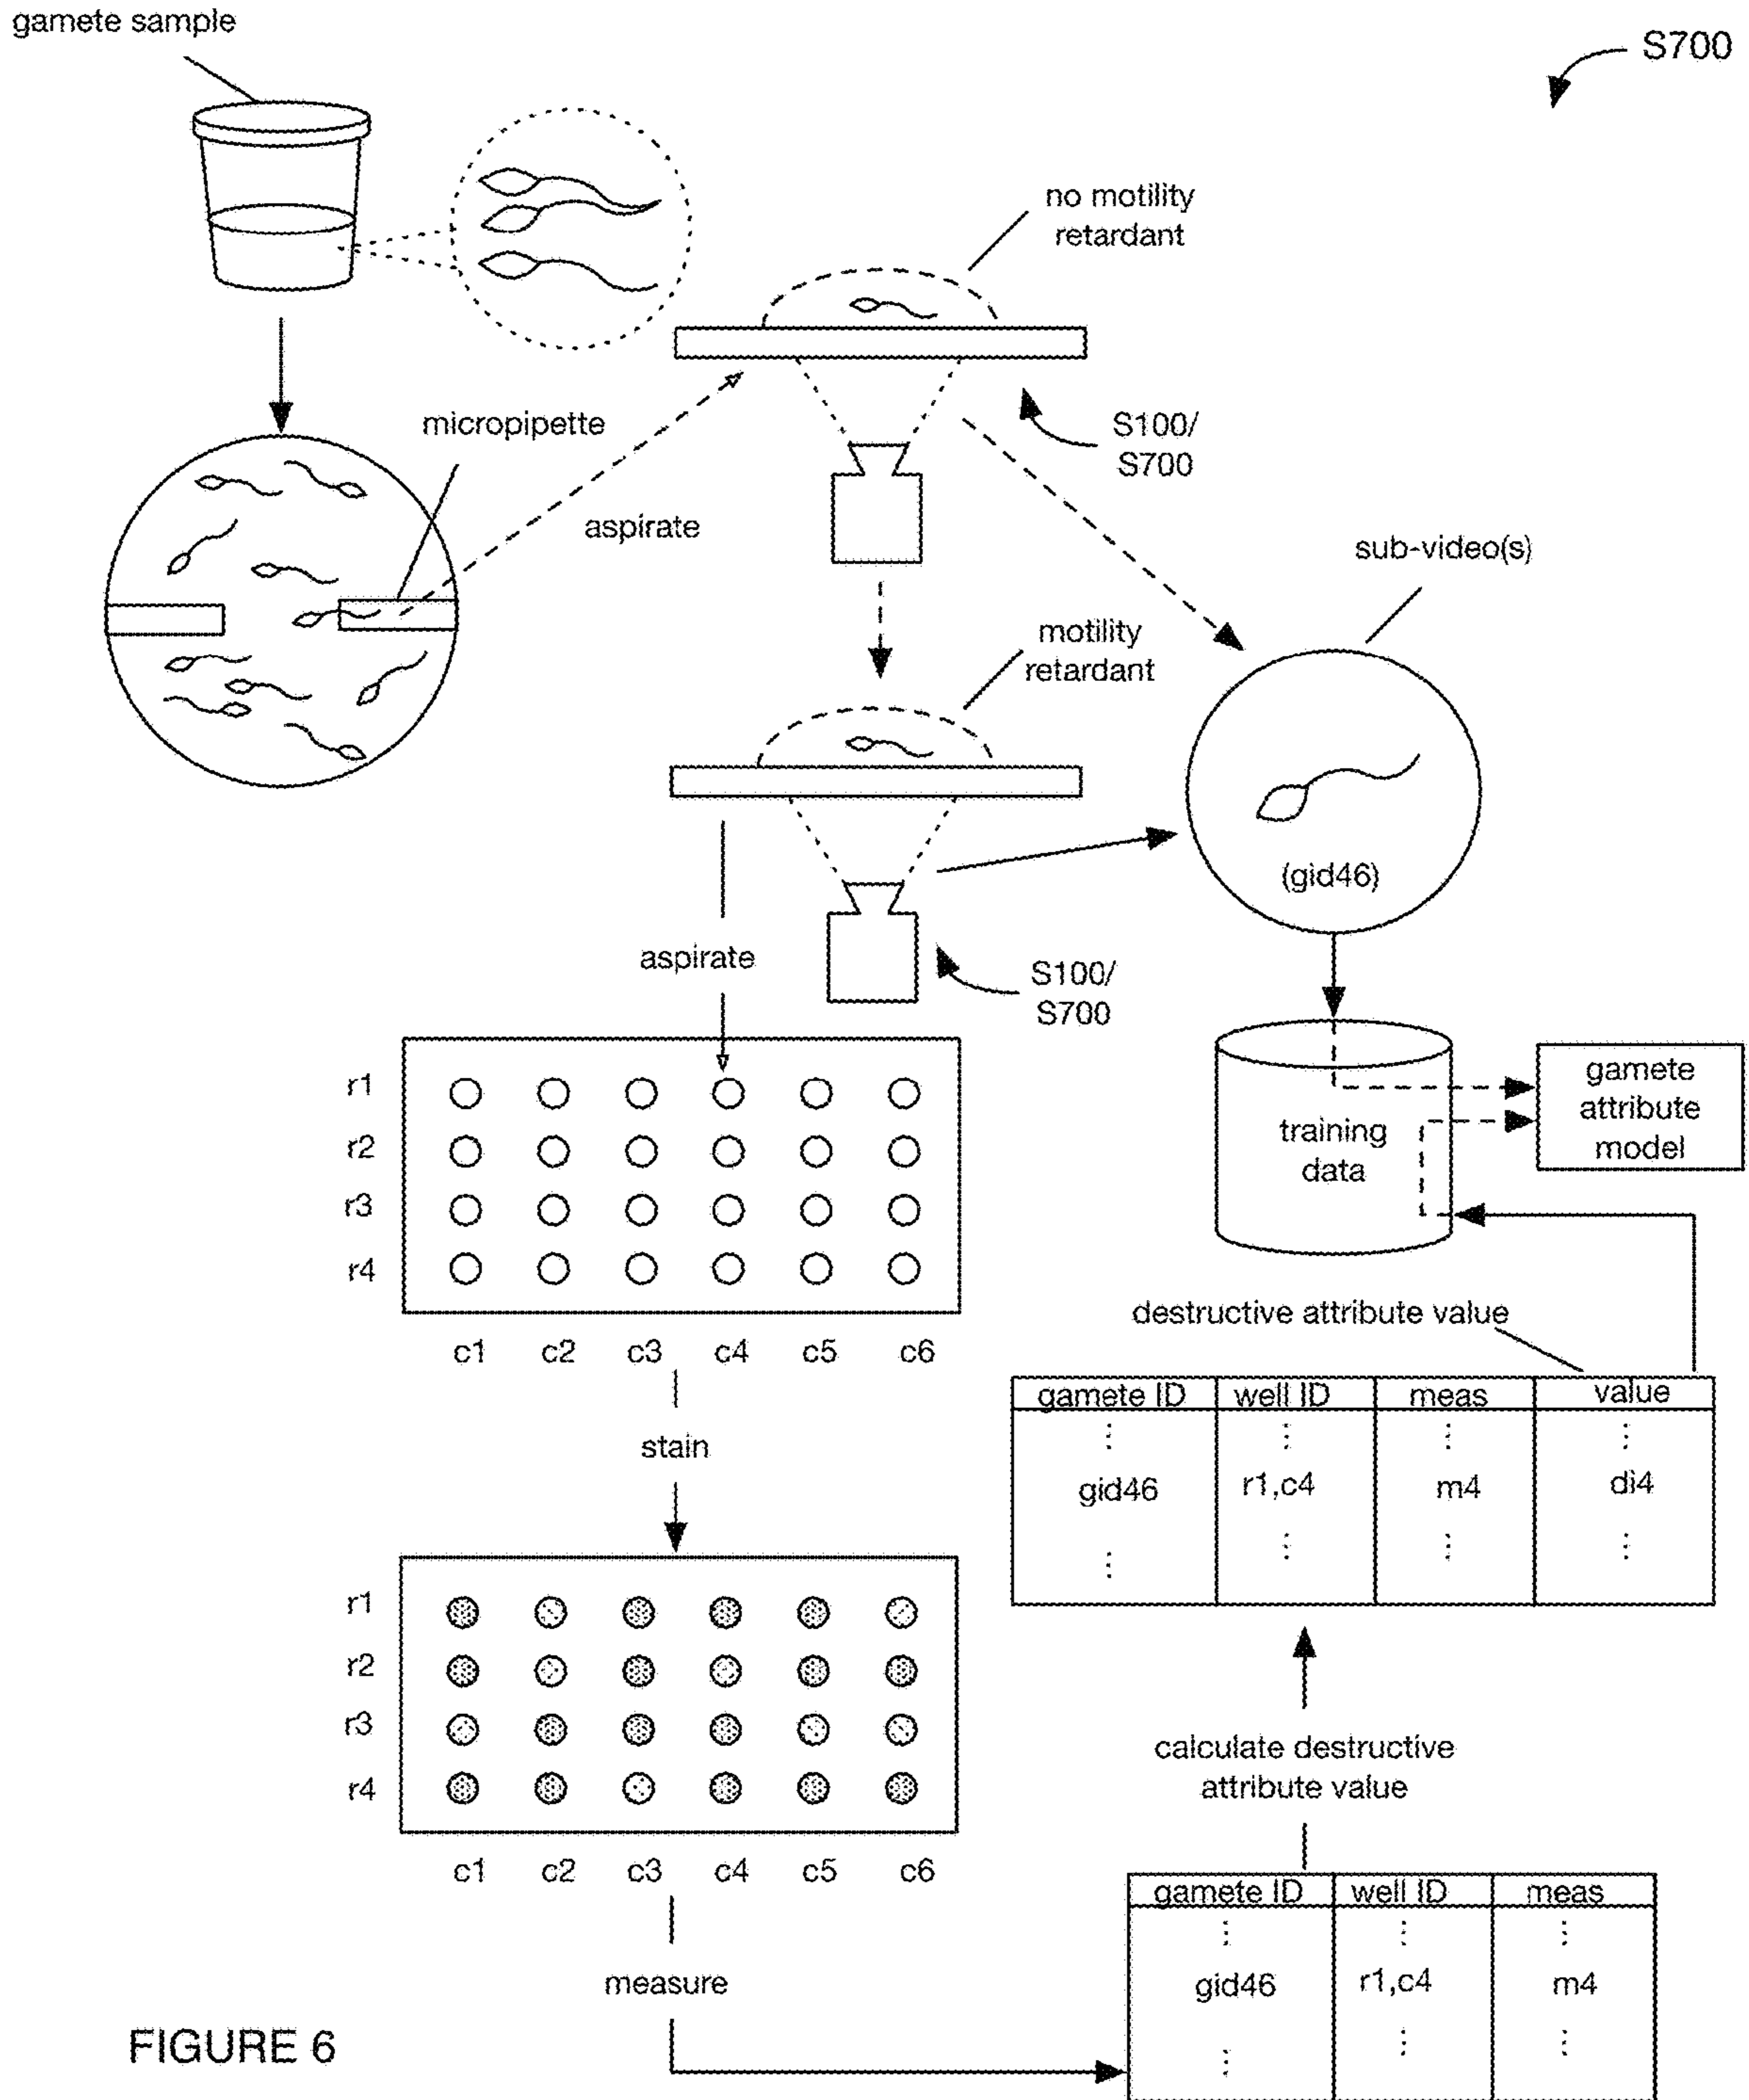 gamete sample
S700
no motility
retardant
micropipette
S100/
S700
aspirate
sub-video(s)
motility
retardant
(gid46)
aspirate
S100/
S700
r1
r2
r3
r4
c1 c2 c3 c4 c5 c6
training
data
gamete
attribute
model
destructive attribute value
gamete ID well ID meas value
⋮ ⋮ ⋮ ⋮
gid46 r1,c4 m4 di4
⋮ ⋮ ⋮ ⋮
stain
r1
r2
r3
r4
c1 c2 c3 c4 c5 c6
calculate destructive
attribute value
measure
gamete ID well ID meas
⋮ ⋮ ⋮
gid46 r1,c4 m4
⋮ ⋮ ⋮
FIGURE 6